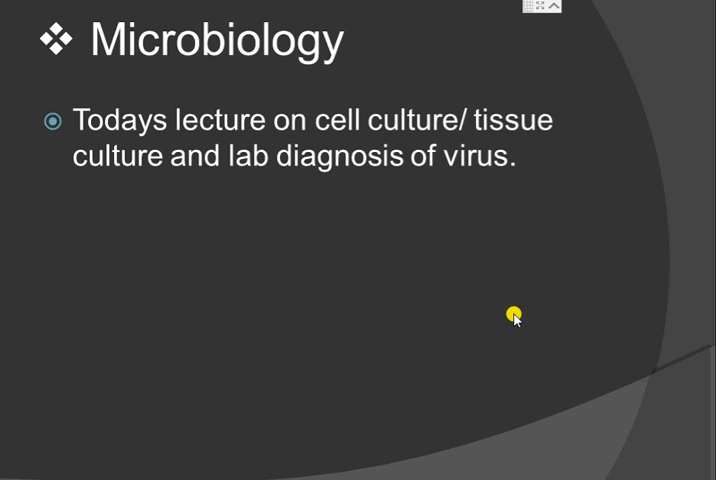 ❖ Microbiology
Todays lecture on cell culture/ tissue
culture and lab diagnosis of virus.